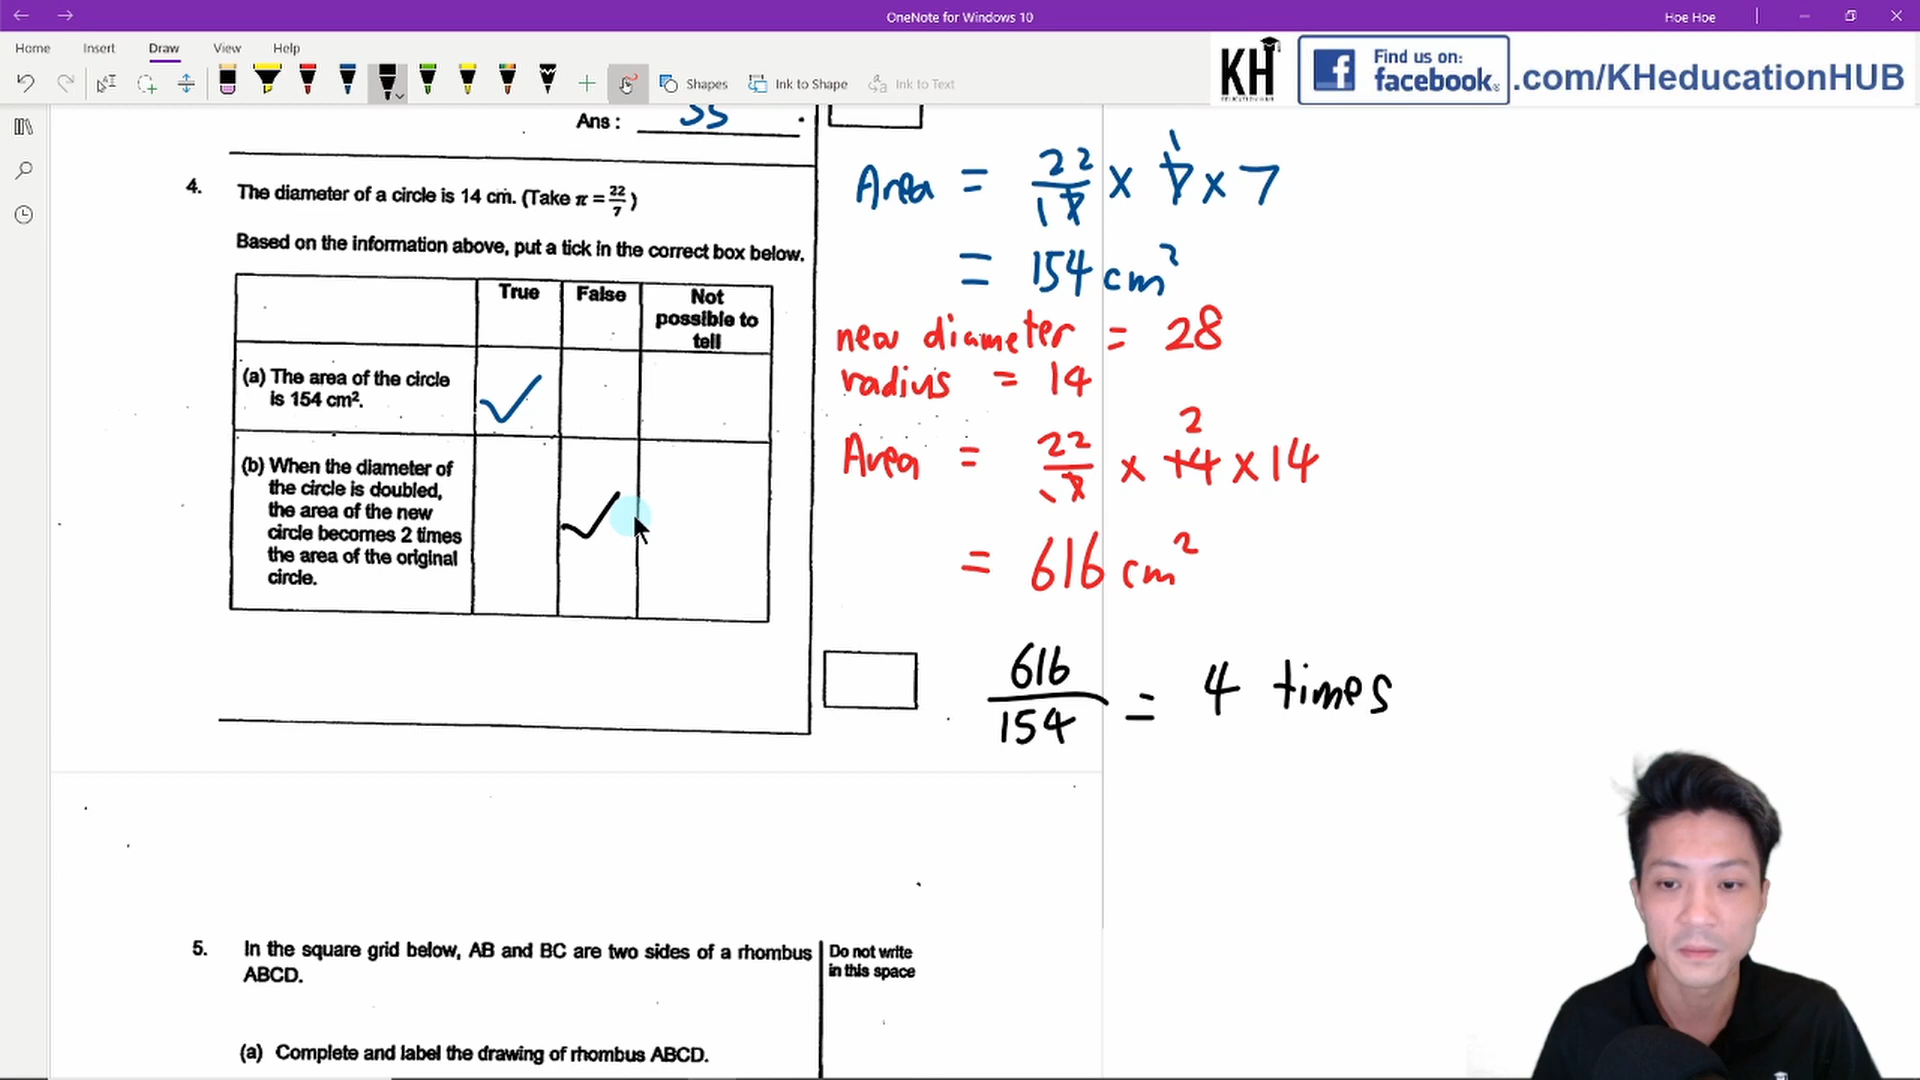 OneNote for Windows 10
Hoe Hoe
Home Insert Draw View Help
Shapes Ink to Shape Ink to Text
KH
Find us on:
facebook .com/KHeducationHUB
Ans :
4. The diameter of a circle is 14 cm. (Take π = 22/7)
Based on the information above, put a tick in the correct box below.
True False Not
possible to
tell
(a) The area of the circle
is 154 cm².
(b) When the diameter of
the circle is doubled,
the area of the new
circle becomes 2 times
the area of the original
circle.
Area = 22/7 1 × 7 1 × 7
= 154 cm²
new diameter = 28
radius = 14
Area = 22/7 1 × 14 2 × 14
= 616 cm²
616/154 = 4 times
5. In the square grid below, AB and BC are two sides of a rhombus
ABCD.
Do not write
in this space
(a) Complete and label the drawing of rhombus ABCD.